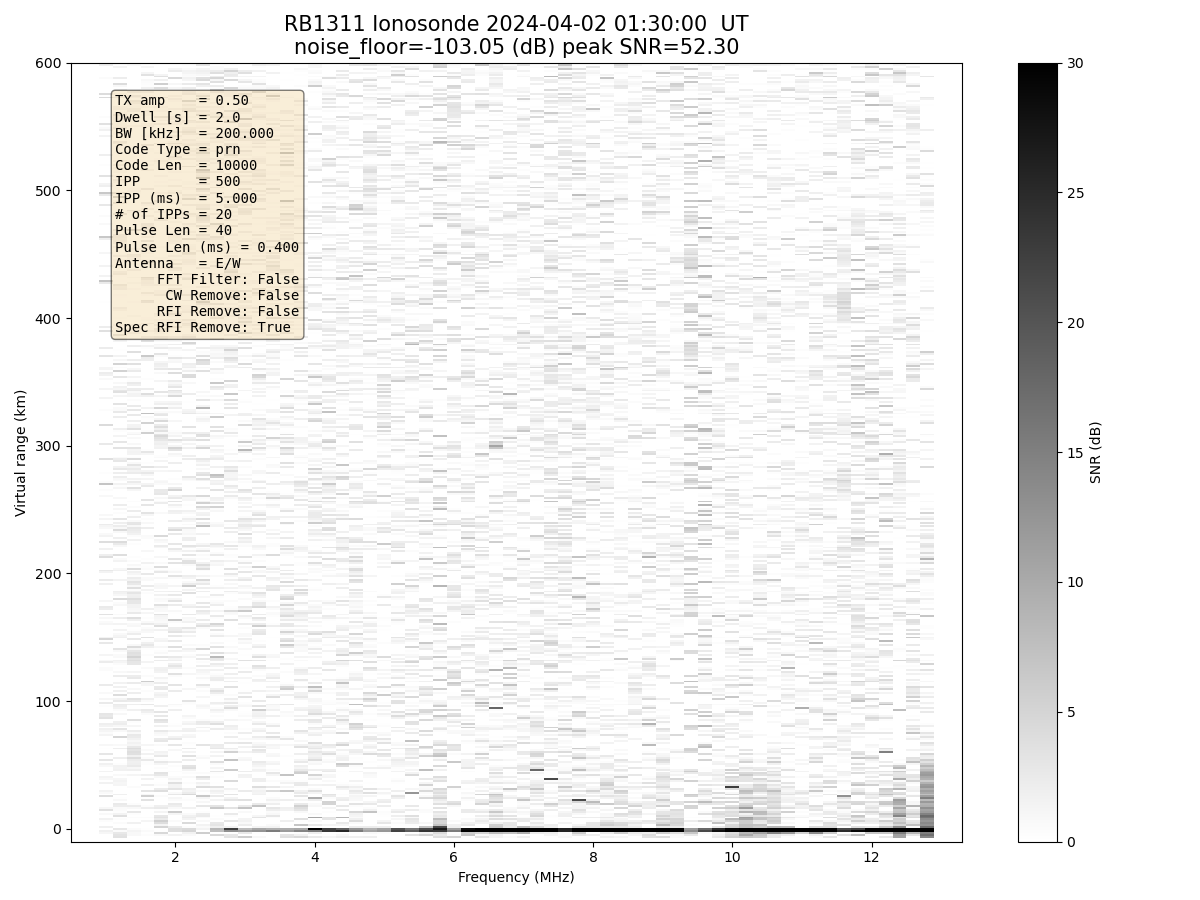 RB1311 Ionosonde 2024-04-02 01:30:00  UT
noise_floor=-103.05 (dB) peak SNR=52.30
TX amp    = 0.50
Dwell [s] = 2.0
BW [kHz]  = 200.000
Code Type = prn
Code Len  = 10000
IPP       = 500
IPP (ms)  = 5.000
# of IPPs = 20
Pulse Len = 40
Pulse Len (ms) = 0.400
Antenna   = E/W
FFT Filter: False
CW Remove: False
RFI Remove: False
Spec RFI Remove: True
600
500
400
300
200
100
0
Virtual range (km)
2 4 6 8 10 12
Frequency (MHz)
30
25
20
15
10
5
0
SNR (dB)